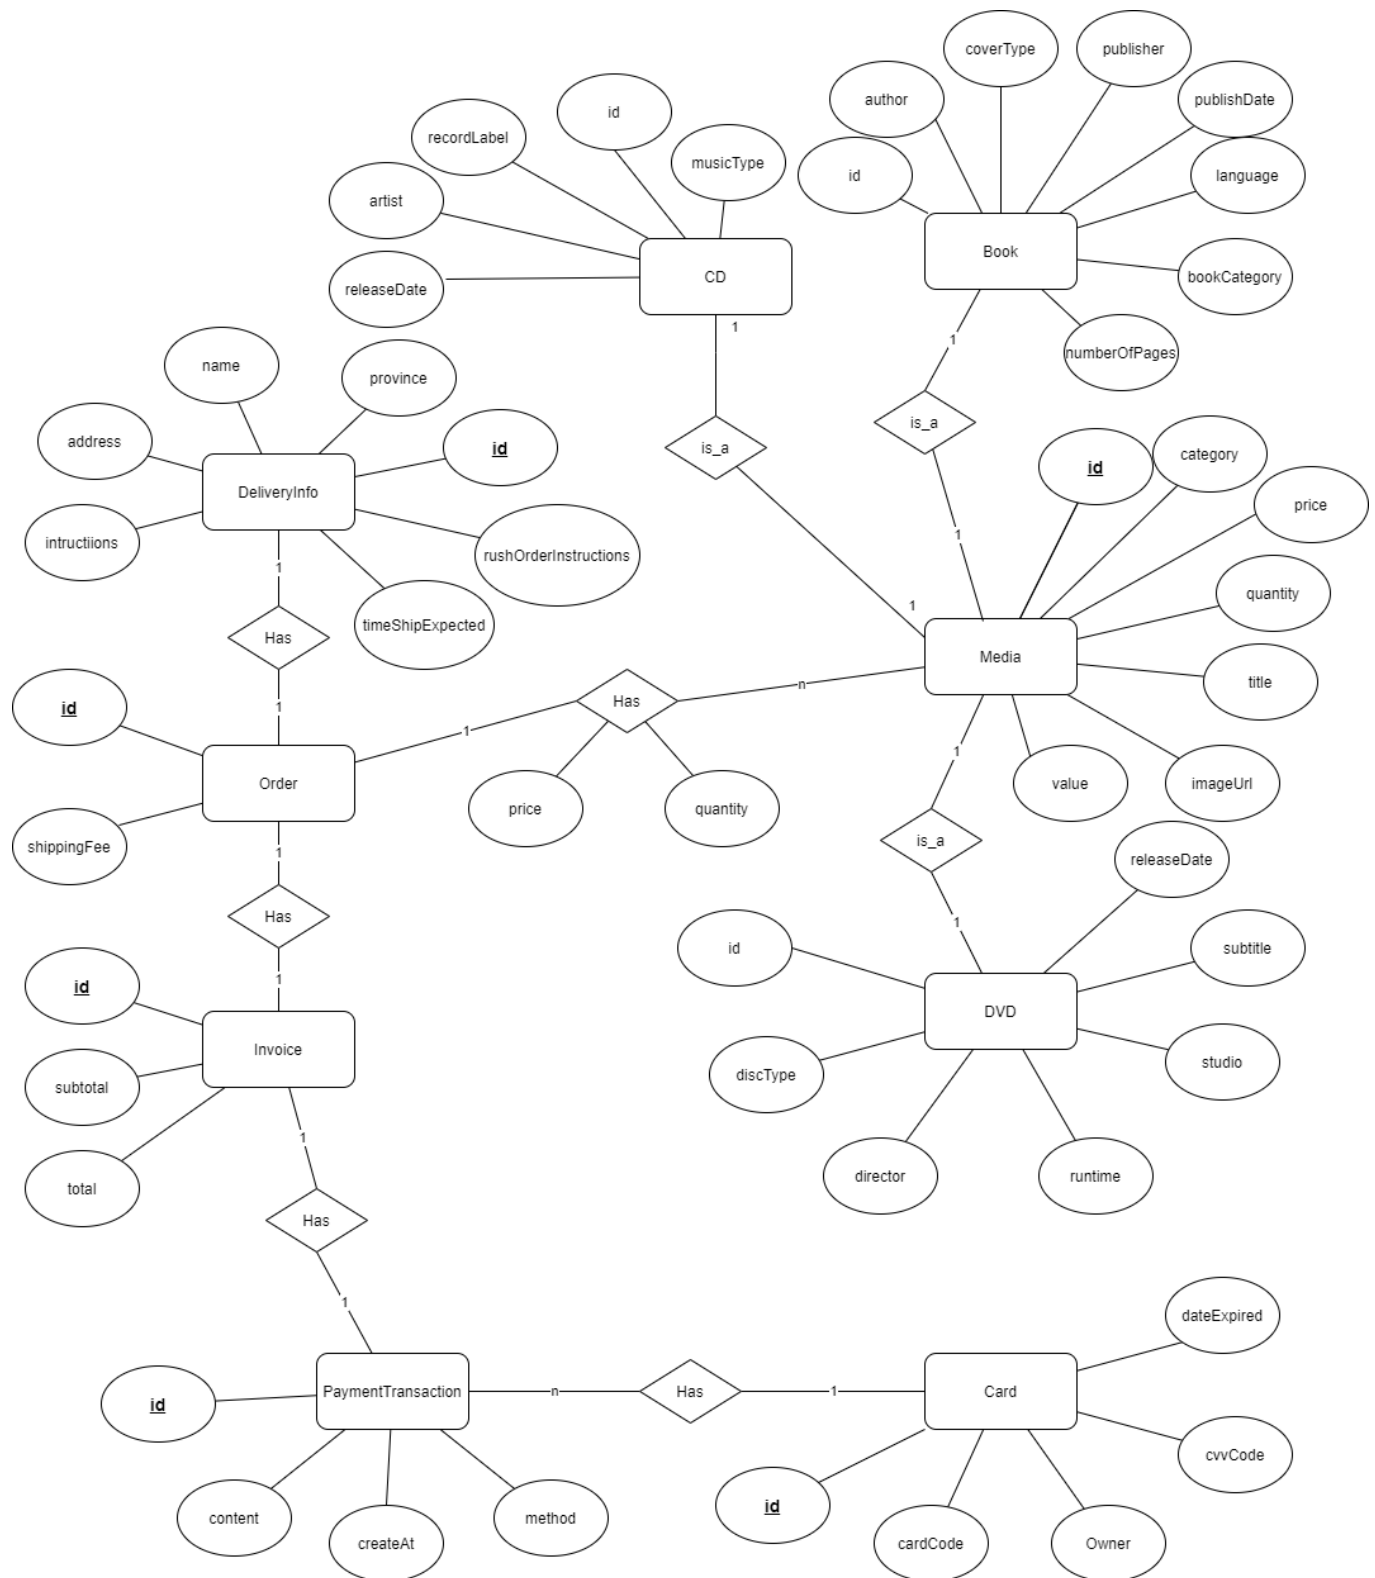 coverType
publisher
author
publishDate
id
recordLabel
musicType
id
language
artist
Book
CD
bookCategory
releaseDate
1
1
numberOfPages
name
province
is_a
address
id
is_a
id
category
DeliveryInfo
price
intructiions
rushOrderInstructions
1
1
quantity
timeShipExpected
1
Has
Media
title
id
Has
n
1
1
Order
price
quantity
1
value
imageUrl
shippingFee
1
is_a
releaseDate
Has
1
id
subtitle
1
id
DVD
Invoice
studio
subtotal
discType
1
total
director
runtime
Has
1
dateExpired
id
PaymentTransaction
n
Has
1
Card
cvvCode
id
content
method
createAt
cardCode
Owner